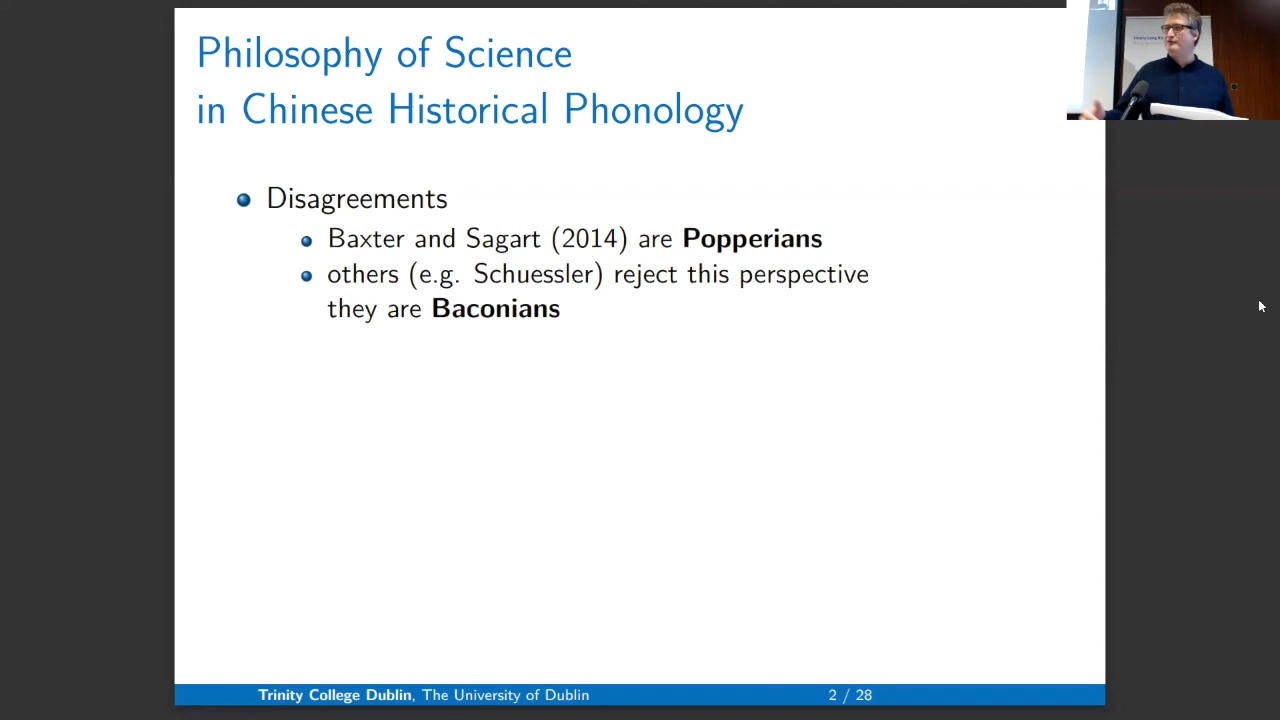 Philosophy of Science
in Chinese Historical Phonology
Disagreements
Baxter and Sagart (2014) are Popperians
others (e.g. Schuessler) reject this perspective
they are Baconians
Trinity College Dublin, The University of Dublin
2 / 28